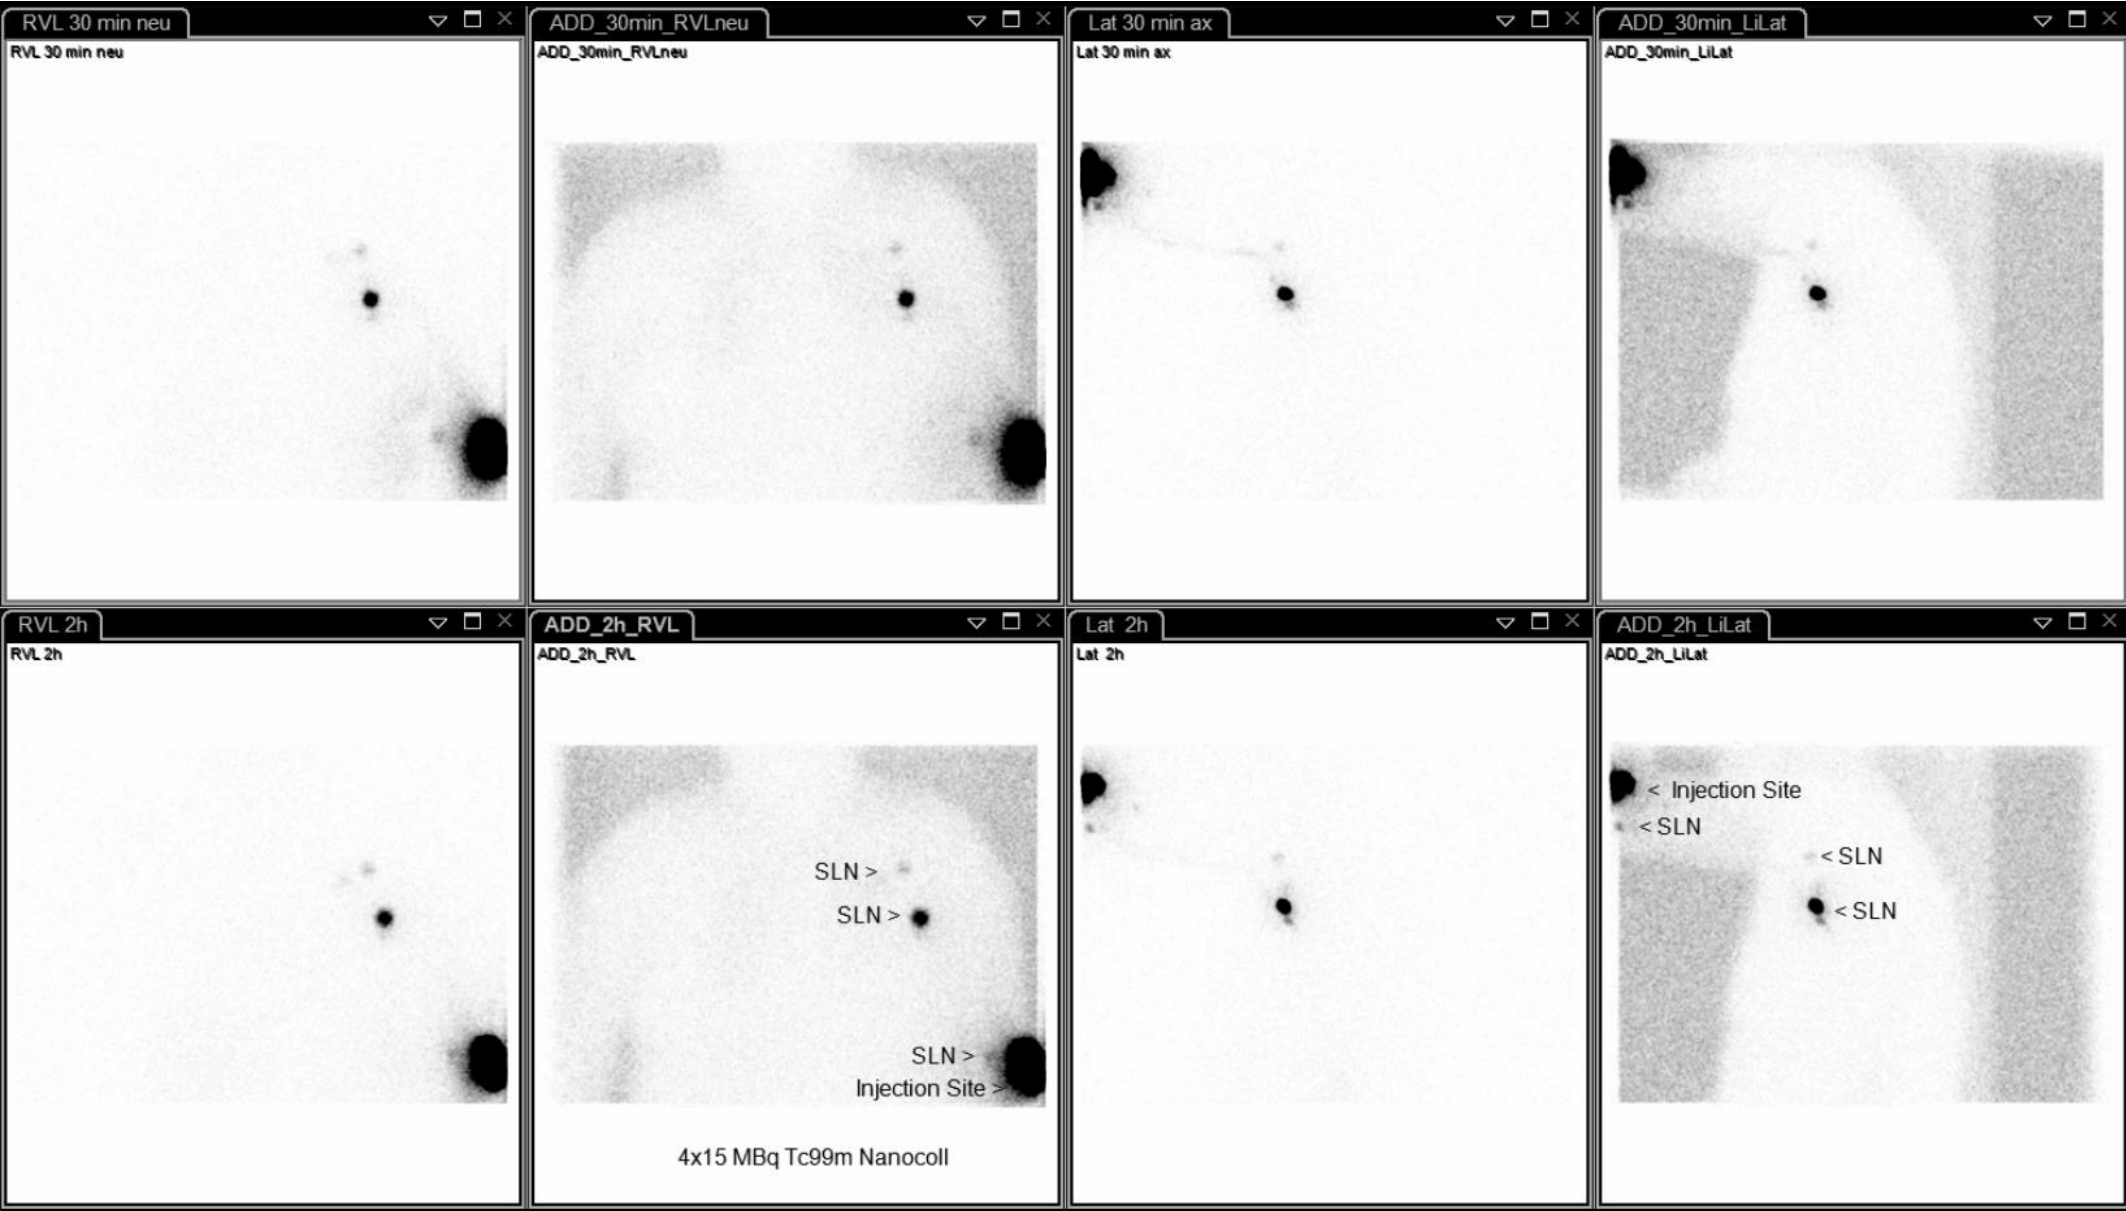 RVL 30 min neu
RVL 30 min neu
ADD_30min_RVLneu
ADD_30min_RVLneu
Lat 30 min ax
Lat 30 min ax
ADD_30min_LiLat
ADD_30min_LiLat
RVL 2h
RVL 2h
ADD_2h_RVL
ADD_2h_RVL
SLN >
SLN >
SLN >
Injection Site >
4x15 MBq Tc99m Nanocoll
Lat 2h
Lat 2h
ADD_2h_LiLat
ADD_2h_LiLat
< Injection Site
< SLN
< SLN
< SLN